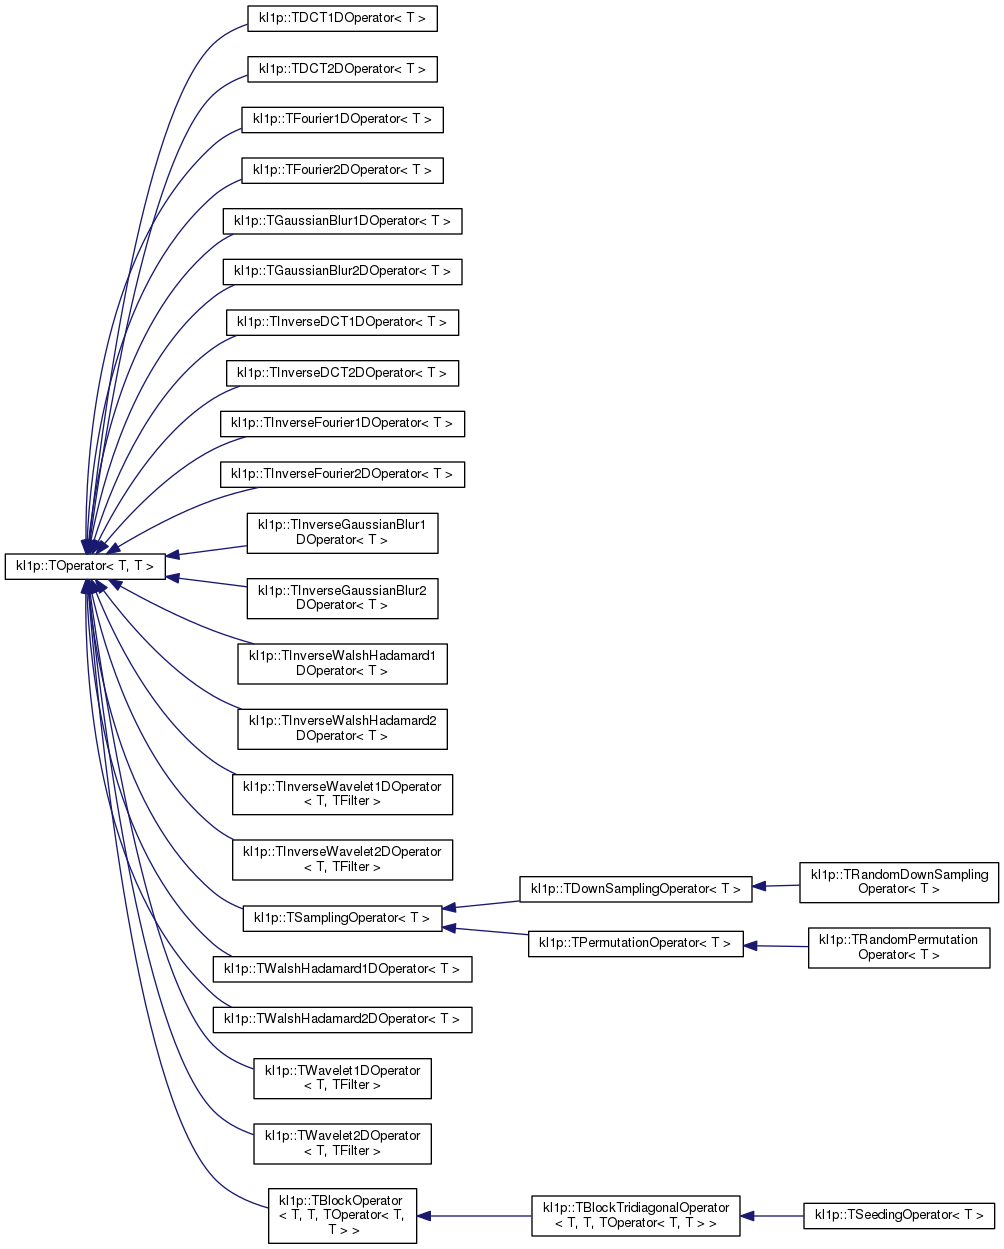 kl1p::TDCT1DOperator< T >
kl1p::TDCT2DOperator< T >
kl1p::TFourier1DOperator< T >
kl1p::TFourier2DOperator< T >
kl1p::TGaussianBlur1DOperator< T >
kl1p::TGaussianBlur2DOperator< T >
kl1p::TInverseDCT1DOperator< T >
kl1p::TInverseDCT2DOperator< T >
kl1p::TInverseFourier1DOperator< T >
kl1p::TInverseFourier2DOperator< T >
kl1p::TInverseGaussianBlur1
DOperator< T >
kl1p::TOperator< T, T >
kl1p::TInverseGaussianBlur2
DOperator< T >
kl1p::TInverseWalshHadamard1
DOperator< T >
kl1p::TInverseWalshHadamard2
DOperator< T >
kl1p::TInverseWavelet1DOperator
< T, TFilter >
kl1p::TInverseWavelet2DOperator
< T, TFilter >
kl1p::TSamplingOperator< T >
kl1p::TDownSamplingOperator< T >
kl1p::TRandomDownSampling
Operator< T >
kl1p::TPermutationOperator< T >
kl1p::TRandomPermutation
Operator< T >
kl1p::TWalshHadamard1DOperator< T >
kl1p::TWalshHadamard2DOperator< T >
kl1p::TWavelet1DOperator
< T, TFilter >
kl1p::TWavelet2DOperator
< T, TFilter >
kl1p::TBlockOperator
< T, T, TOperator< T,
T > >
kl1p::TBlockTridiagonalOperator
< T, T, TOperator< T, T > >
kl1p::TSeedingOperator< T >